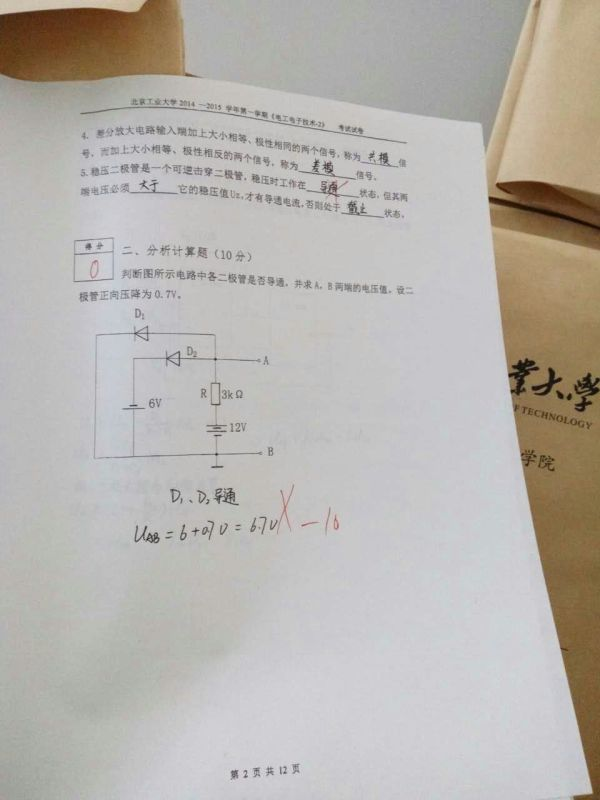 北京工业大学2014 —2015 学年第一学期《电工电子技术-2》 考试试卷
4. 差分放大电路输入端加上大小相等、极性相同的两个信号，称为 共模 信
号，而加上大小相等、极性相反的两个信号，称为 差模 信号。
5.稳压二极管是一个可逆击穿二极管，稳压时工作在 导通 状态，但其两
端电压必须 大于 它的稳压值Uz,才有导通电流，否则处于 截止 状态。
得 分
0
二、分析计算题（10分）
判断图所示电路中各二极管是否导通，并求A，B两端的电压值。设二
极管正向压降为0.7V。
D1
D2
A
R
3kΩ
6V
12V
B
D1、D2导通
UAB = 6+0.7V = 6.7V
-10
第 2 页 共 12 页
業大學
OF TECHNOLOGY
学院